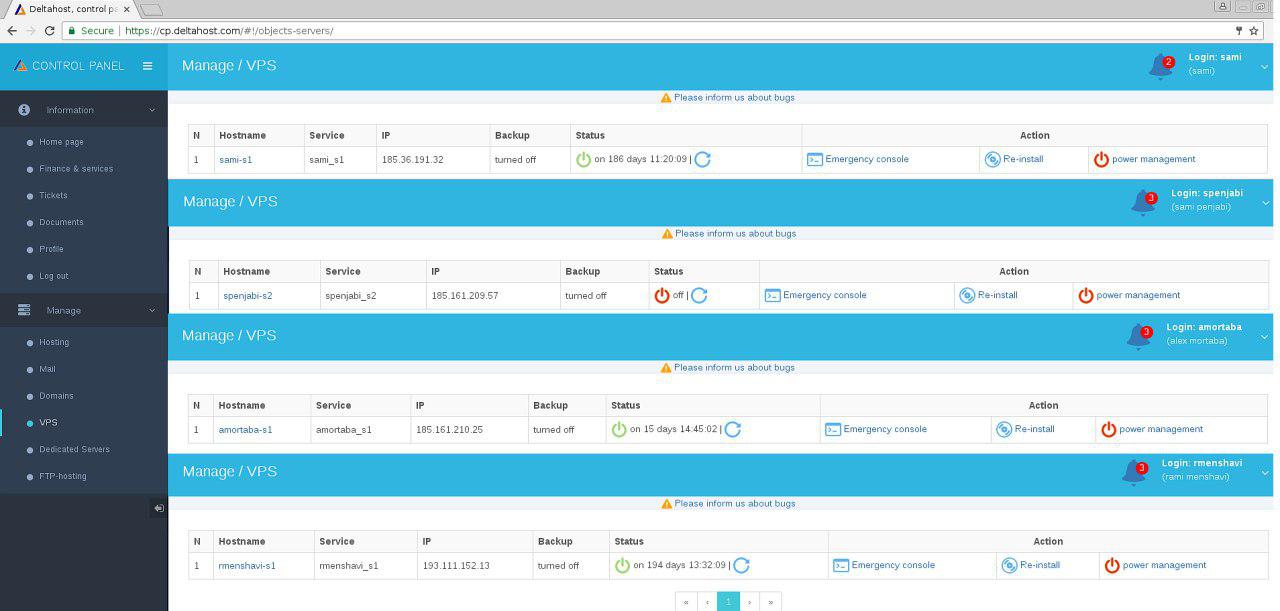 Deltahost, control pa
Secure | https://cp.deltahost.com/#!/objects-servers/
CONTROL PANEL
Information
Home page
Finance & services
Tickets
Documents
Profile
Log out
Manage
Hosting
Mail
Domains
VPS
Dedicated Servers
FTP-hosting
Manage / VPS
2
Login: sami
(sami)
Please inform us about bugs
N Hostname Service IP Backup Status Action
1 sami-s1 sami_s1 185.36.191.32 turned off on 186 days 11:20:09 | Emergency console Re-install power management
Manage / VPS
3
Login: spenjabi
(sami penjabi)
Please inform us about bugs
N Hostname Service IP Backup Status Action
1 spenjabi-s2 spenjabi_s2 185.161.209.57 turned off off | Emergency console Re-install power management
Manage / VPS
3
Login: amortaba
(alex mortaba)
Please inform us about bugs
N Hostname Service IP Backup Status Action
1 amortaba-s1 amortaba_s1 185.161.210.25 turned off on 15 days 14:45:02 | Emergency console Re-install power management
Manage / VPS
3
Login: rmenshavi
(rami menshavi)
Please inform us about bugs
N Hostname Service IP Backup Status Action
1 rmenshavi-s1 rmenshavi_s1 193.111.152.13 turned off on 194 days 13:32:09 | Emergency console Re-install power management
« ‹ 1 › »